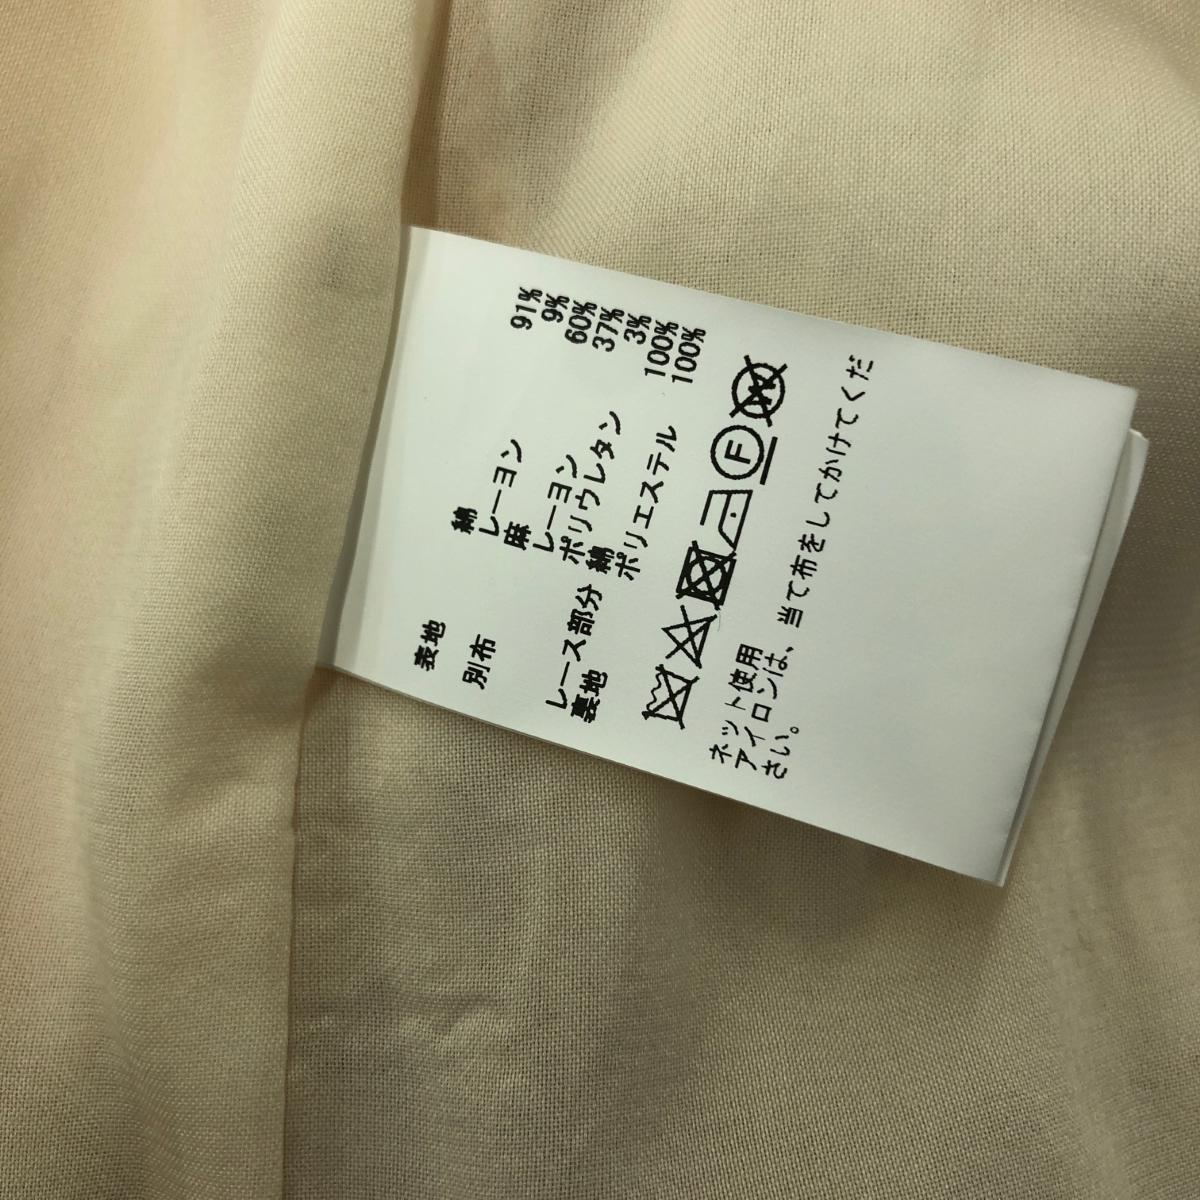 表地 綿 91%
レーヨン 9%
別布 麻 60%
レーヨン 37%
ポリウレタン 3%
レース部分 綿 100%
裏地 ポリエステル 100%
F W
ネット使用
アイロンは、当て布をしてかけてくだ
さい。